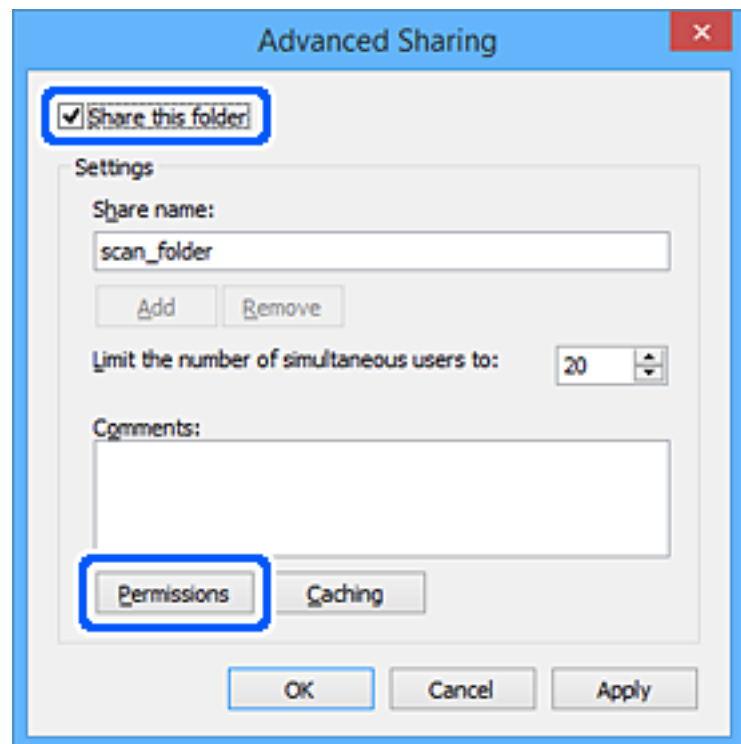 Advanced Sharing
Share this folder
Settings
Share name:
scan_folder
Add Remove
Limit the number of simultaneous users to: 20
Comments:
Permissions Caching
OK Cancel Apply